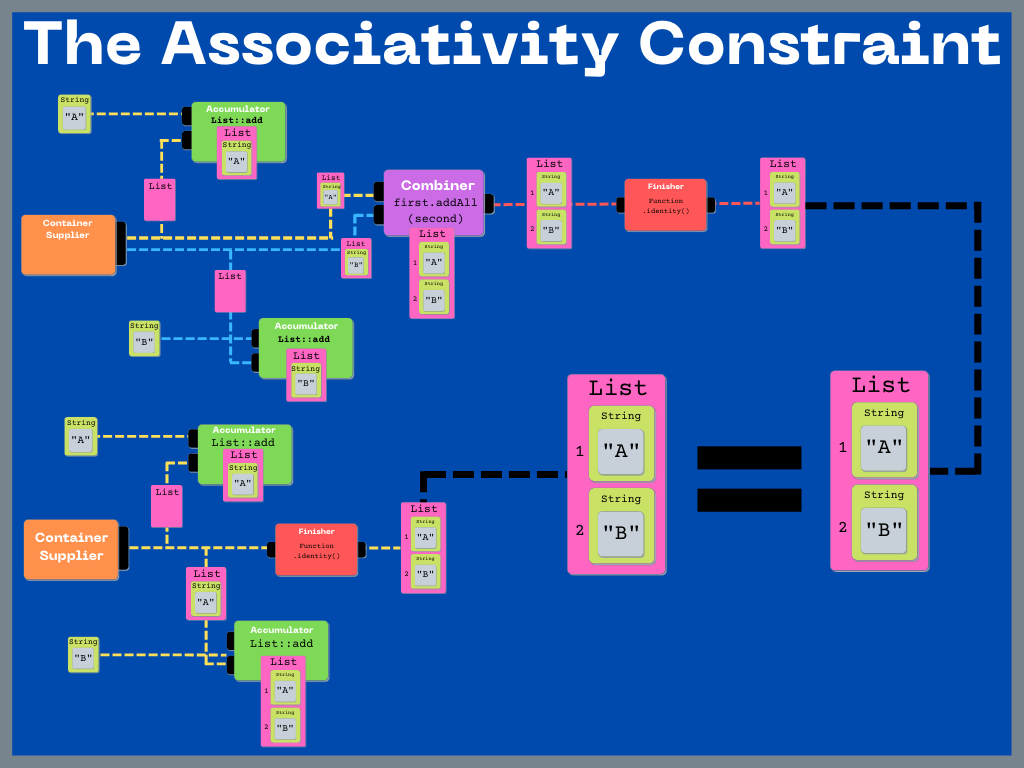 The Associativity Constraint
String
"A"
Accumulator
List::add
List
String
"A"
List
Container
Supplier
List
String
"A"
Combiner
first.addAll
(second)
List
String
1 "A"
String
2 "B"
List
String
"B"
List
String
1 "A"
String
2 "B"
Finisher
Function
.identity()
List
String
1 "A"
String
2 "B"
List
String
"B"
Accumulator
List::add
List
String
"B"
String
"A"
Accumulator
List::add
List
String
"A"
List
Container
Supplier
Finisher
Function
.identity()
List
String
1 "A"
String
2 "B"
List
String
"A"
String
"B"
Accumulator
List::add
List
String
1 "A"
String
2 "B"
List
String
1 "A"
String
2 "B"
List
String
1 "A"
String
2 "B"